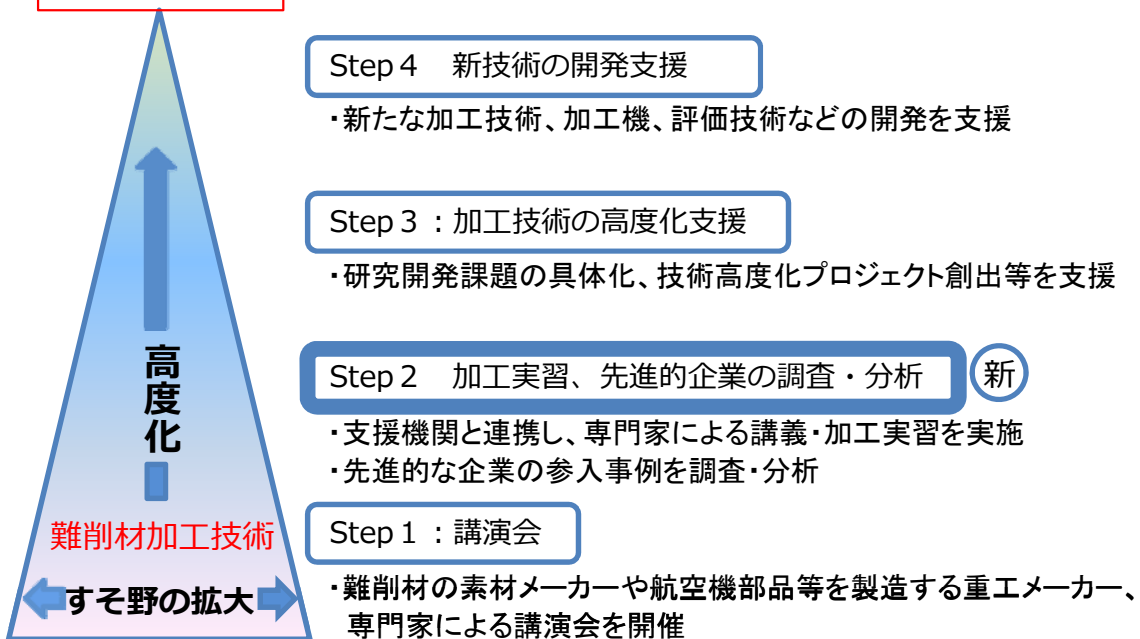 Step４　新技術の開発支援
・新たな加工技術、加工機、評価技術などの開発を支援
Step３：加工技術の高度化支援
・研究開発課題の具体化、技術高度化プロジェクト創出等を支援
Step２　加工実習、先進的企業の調査・分析
新
・支援機関と連携し、専門家による講義・加工実習を実施
・先進的な企業の参入事例を調査・分析
Step１：講演会
・難削材の素材メーカーや航空機部品等を製造する重工メーカー、
専門家による講演会を開催
高度化
難削材加工技術
すそ野の拡大